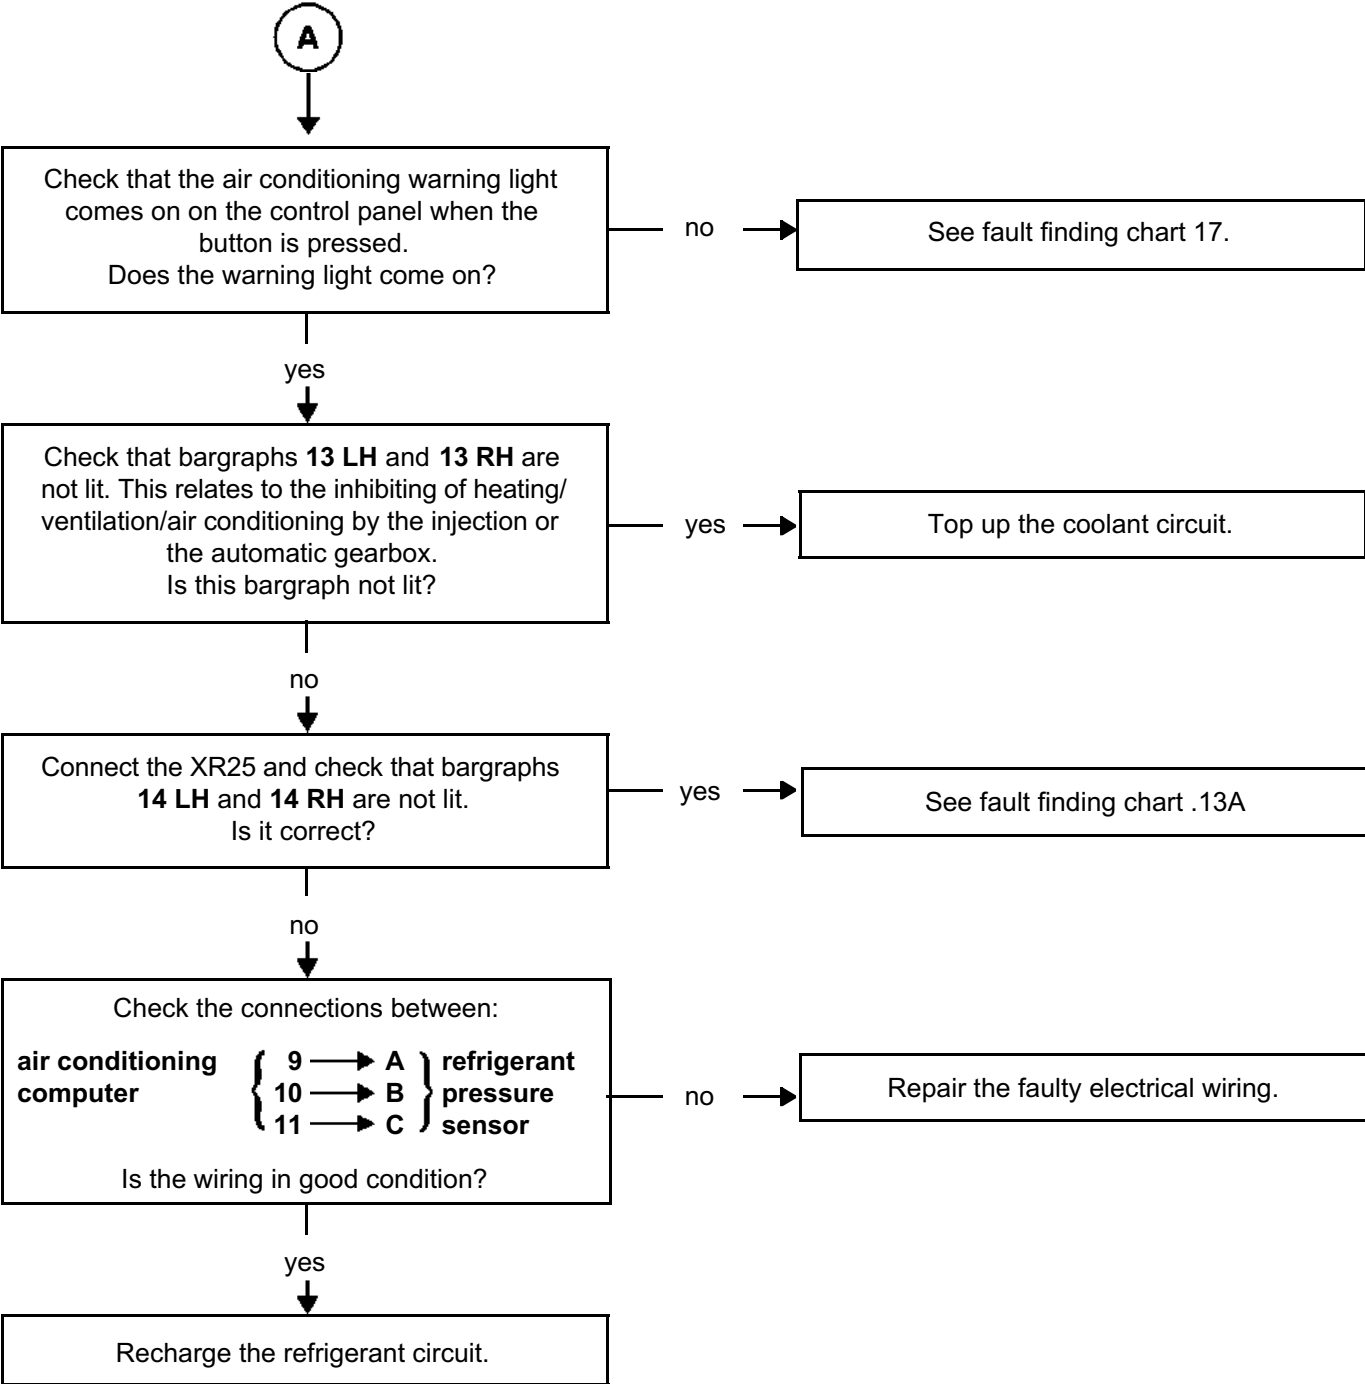 A
Check that the air conditioning warning light
comes on on the control panel when the
button is pressed.
Does the warning light come on?
no
See fault finding chart 17.
yes
Check that bargraphs 13 LH and 13 RH are
not lit. This relates to the inhibiting of heating/
ventilation/air conditioning by the injection or
the automatic gearbox.
Is this bargraph not lit?
yes
Top up the coolant circuit.
no
Connect the XR25 and check that bargraphs
14 LH and 14 RH are not lit.
Is it correct?
yes
See fault finding chart .13A
no
Check the connections between:
air conditioning 9 A refrigerant
computer 10 B pressure
11 C sensor
Is the wiring in good condition?
no
Repair the faulty electrical wiring.
yes
Recharge the refrigerant circuit.